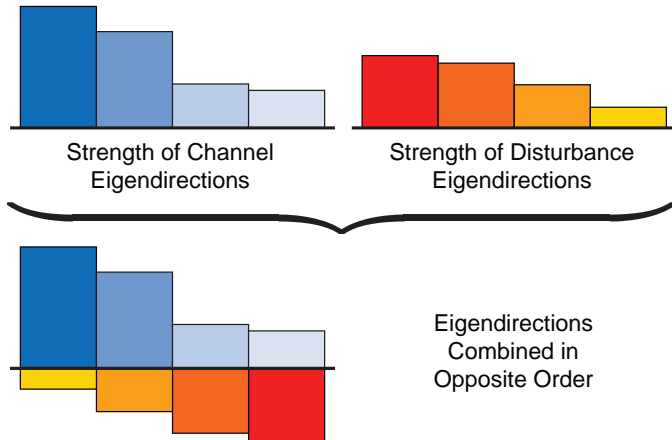 Strength of Channel
Eigendirections
Strength of Disturbance
Eigendirections
Eigendirections
Combined in
Opposite Order